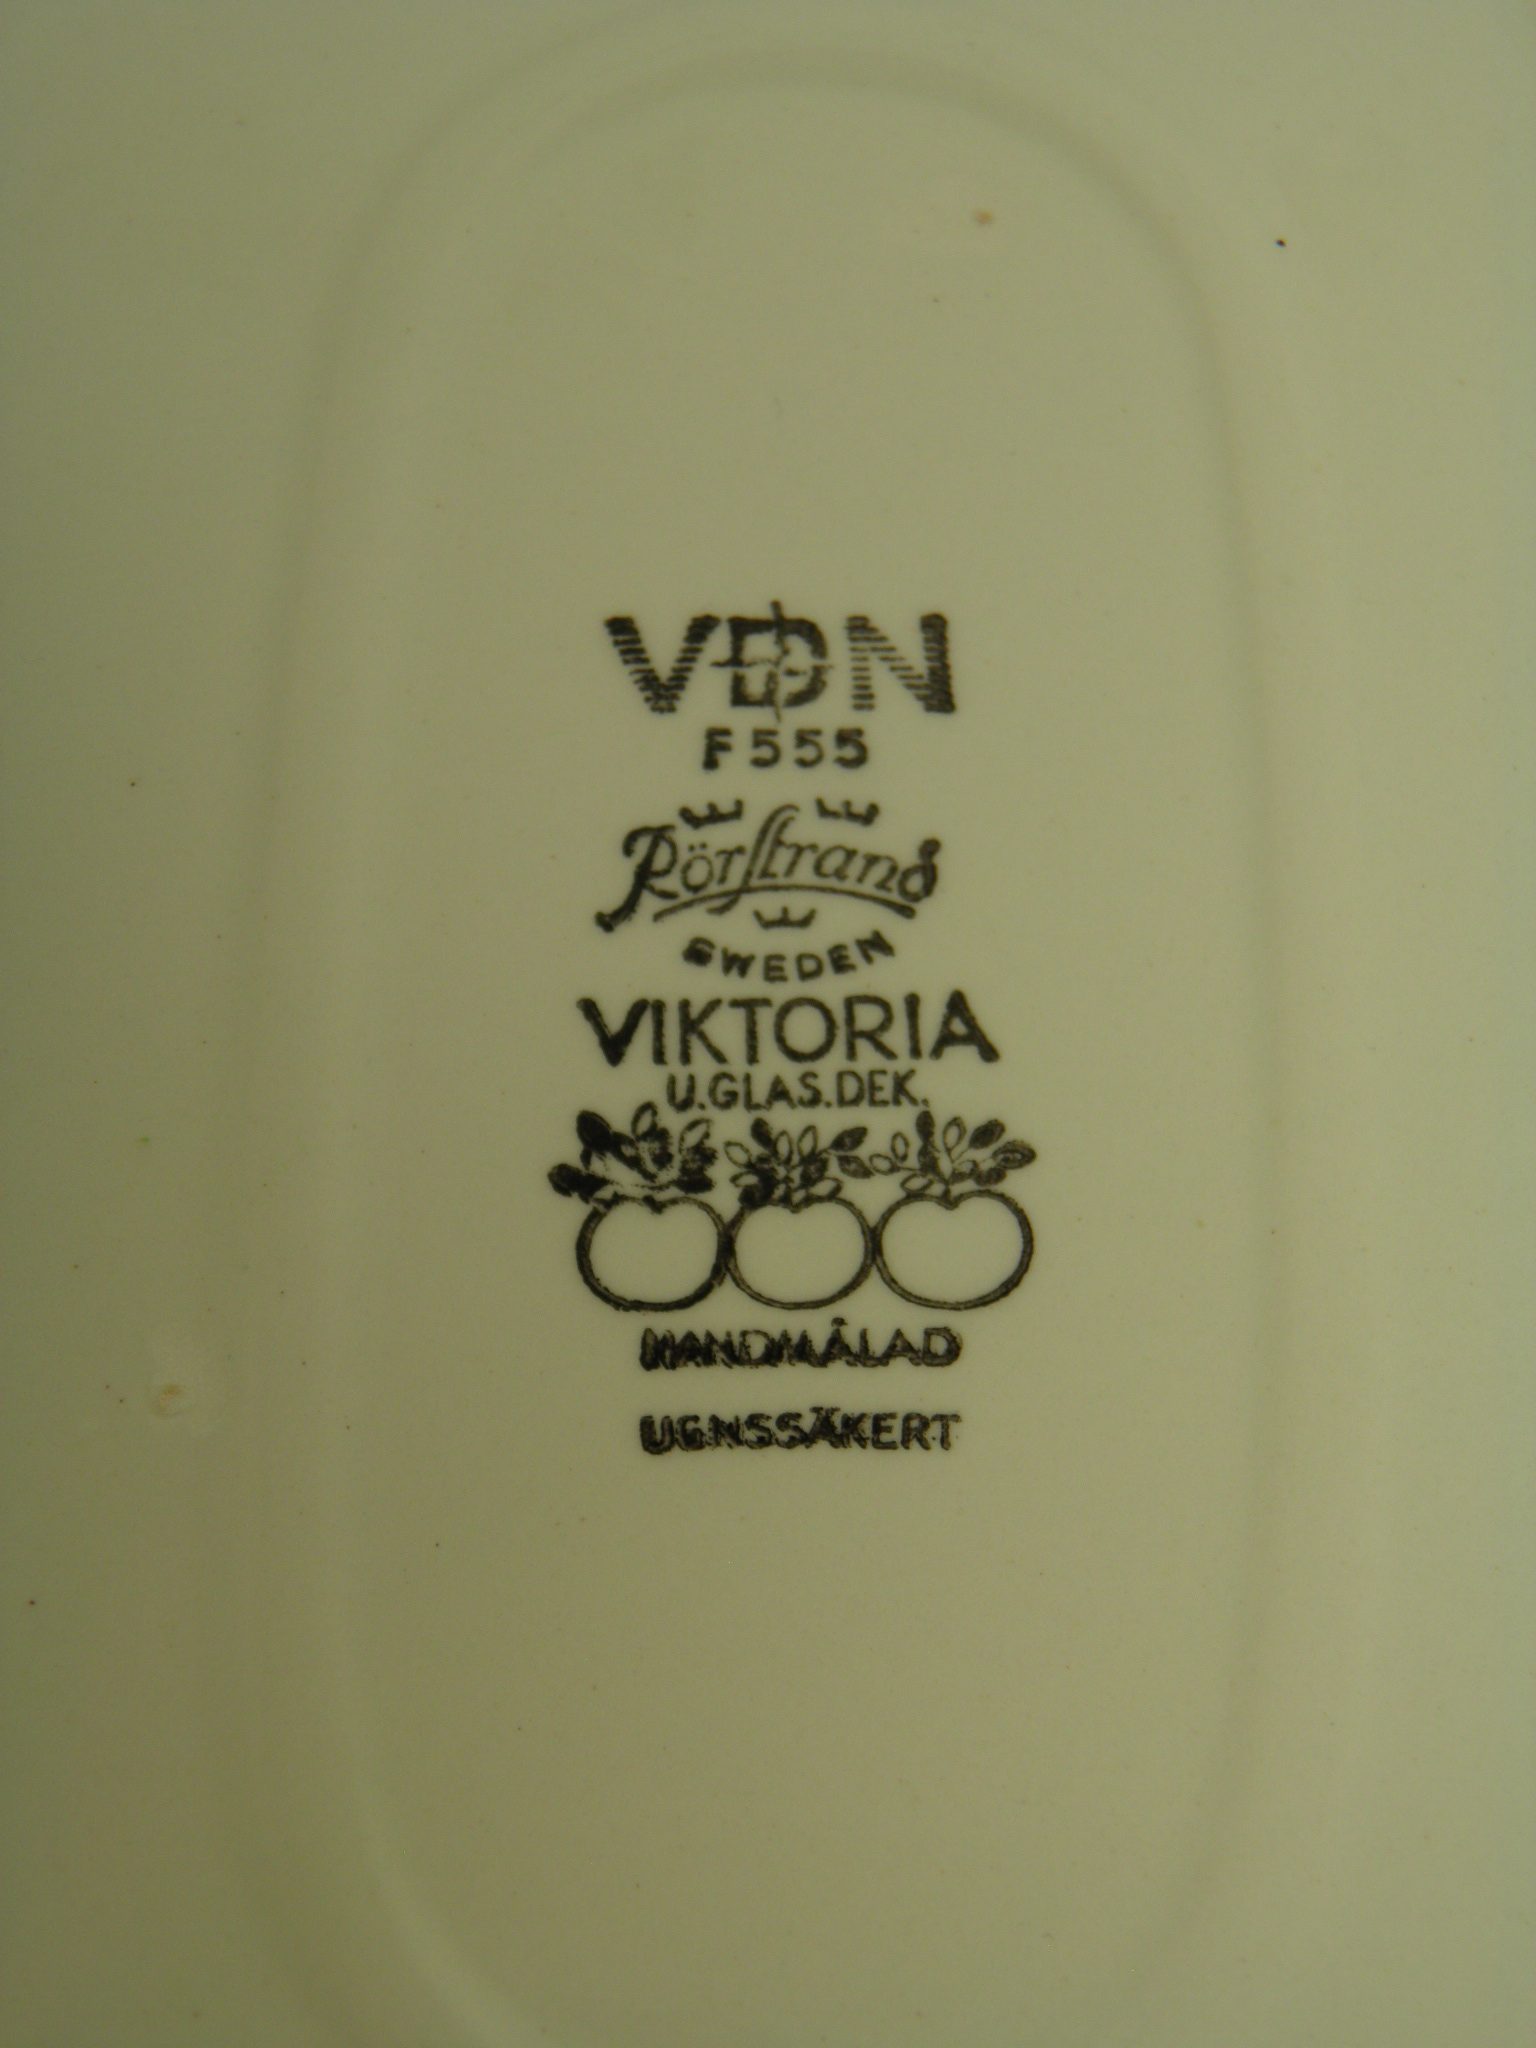 VDN
F555
Rörstrand
SWEDEN
VIKTORIA
U.GLAS.DEK.
HANDMÅLAD
UGNSSÄKERT